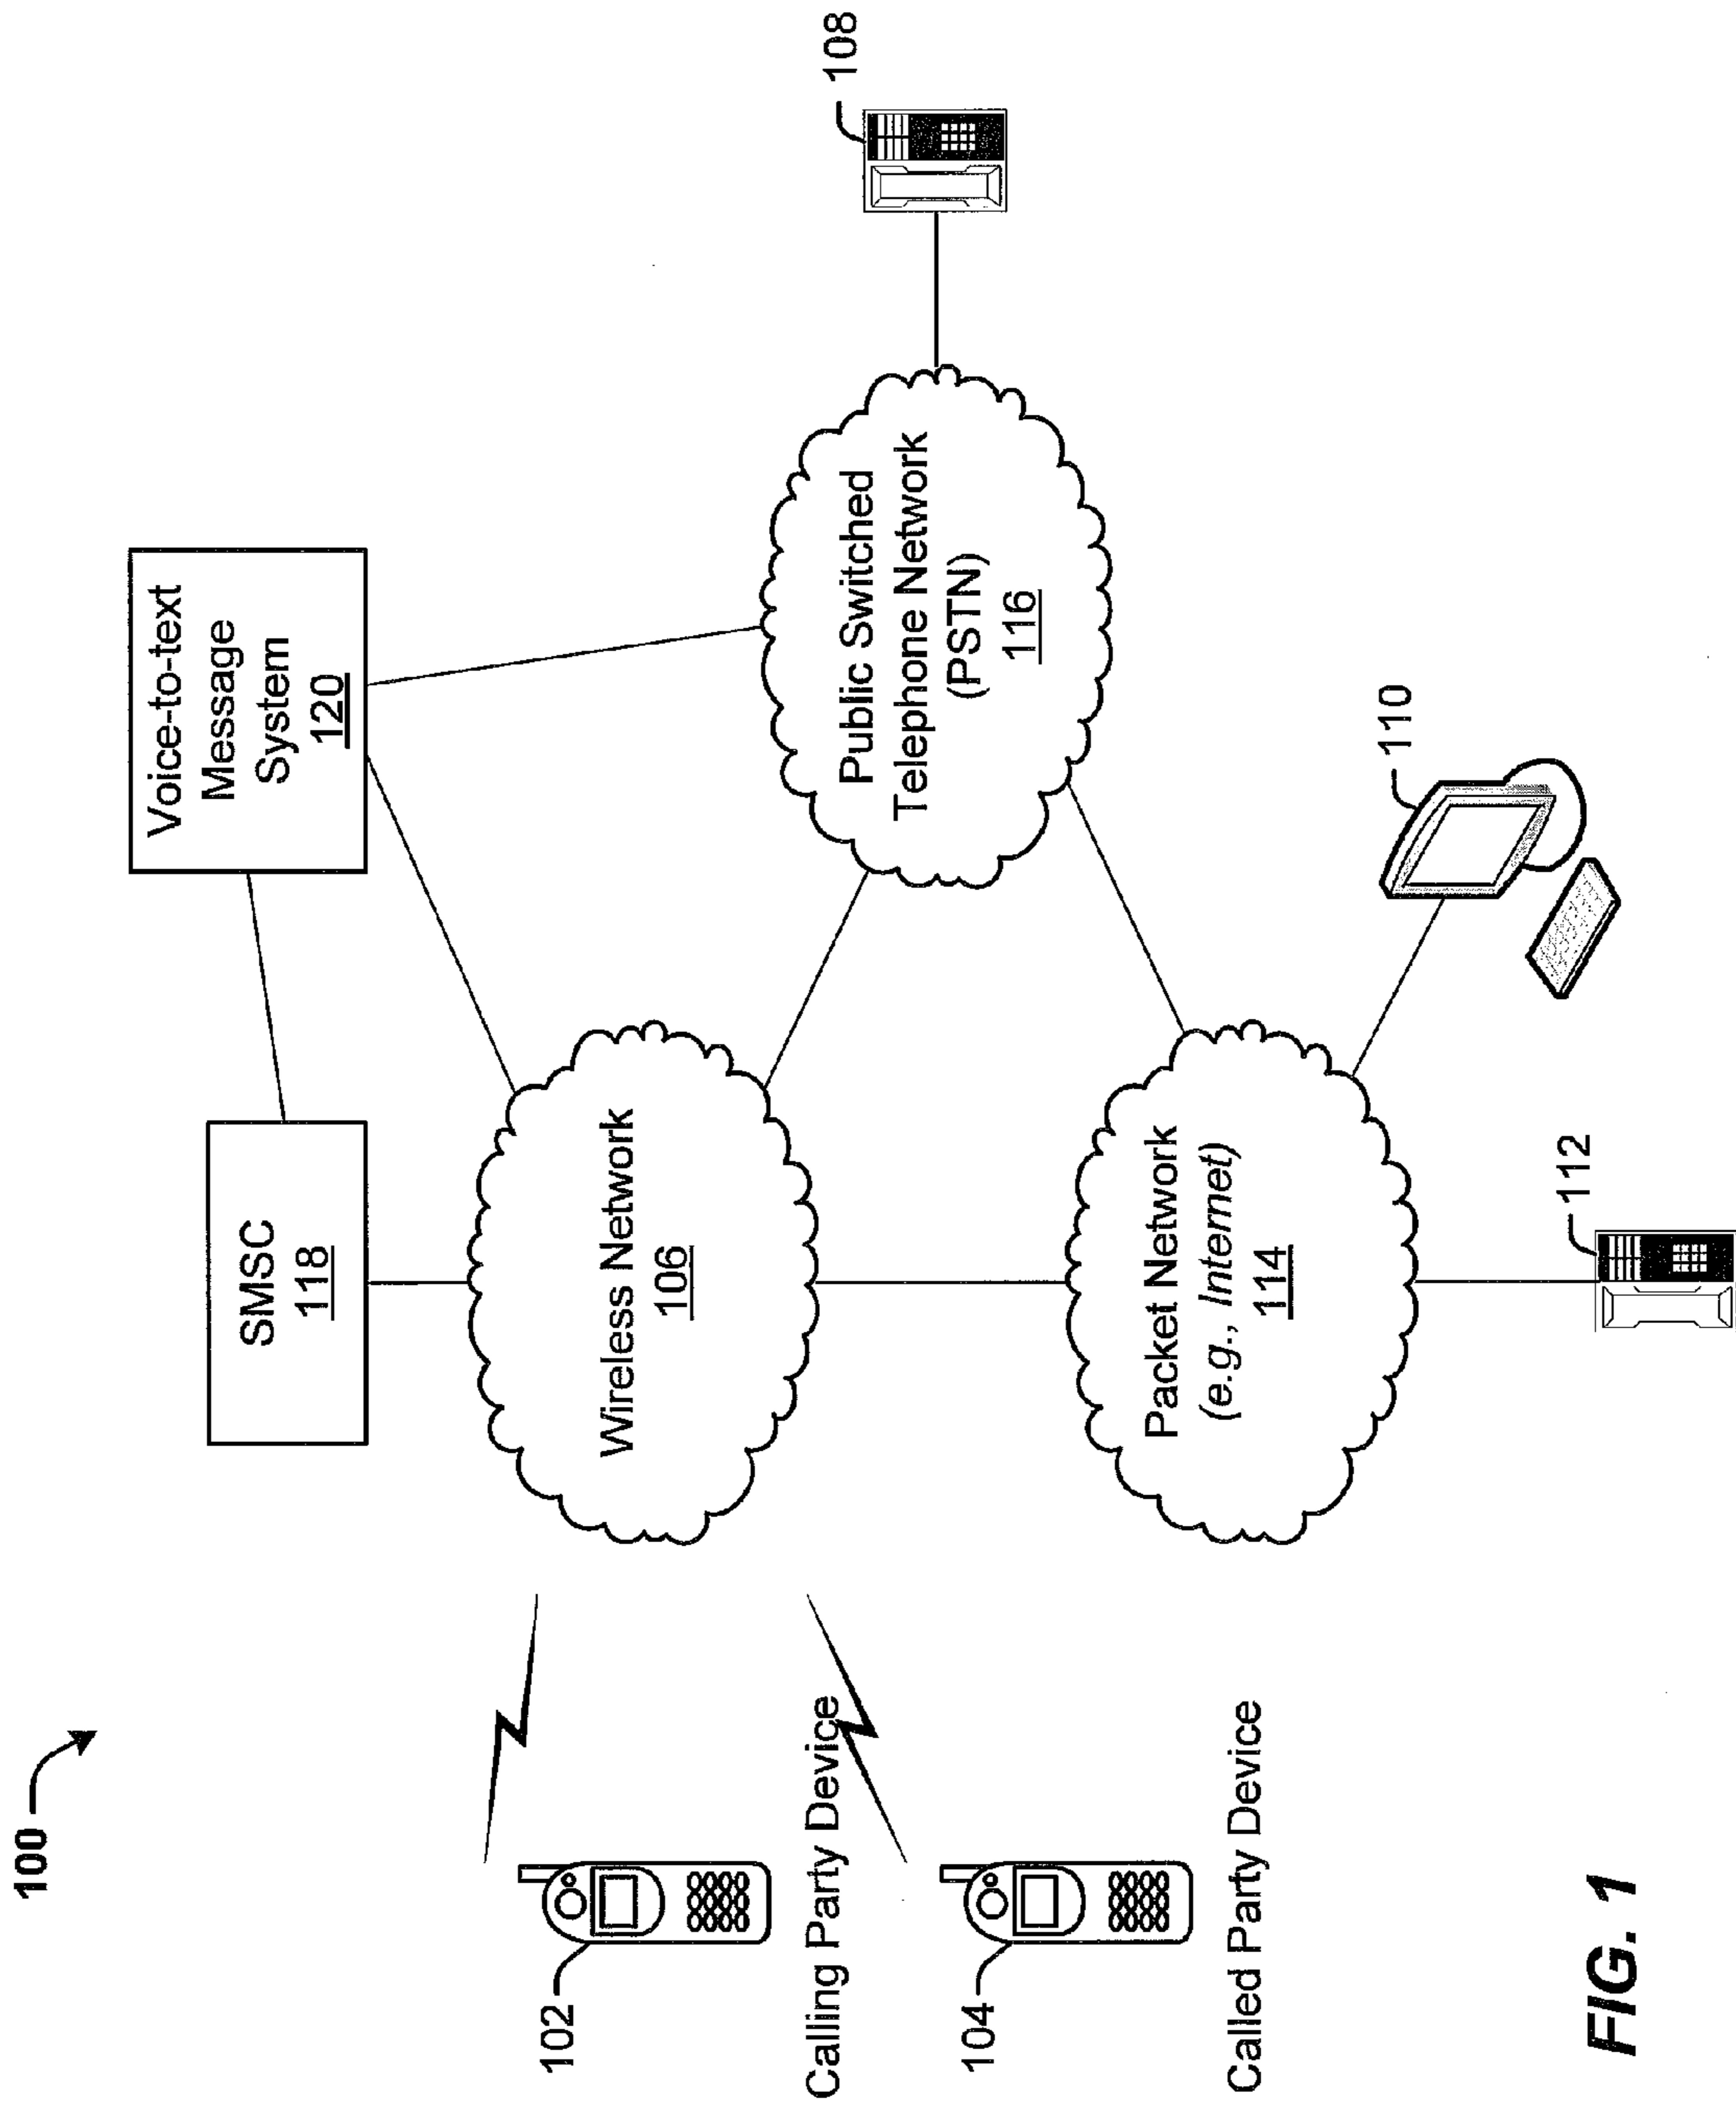 100
SMSC
118
Voice-to-text
Message
System
120
102
Calling Party Device
Wireless Network
106
Public Switched
Telephone Network
(PSTN)
116
108
104
Called Party Device
Packet Network
(e.g., Internet)
114
110
112
FIG. 1